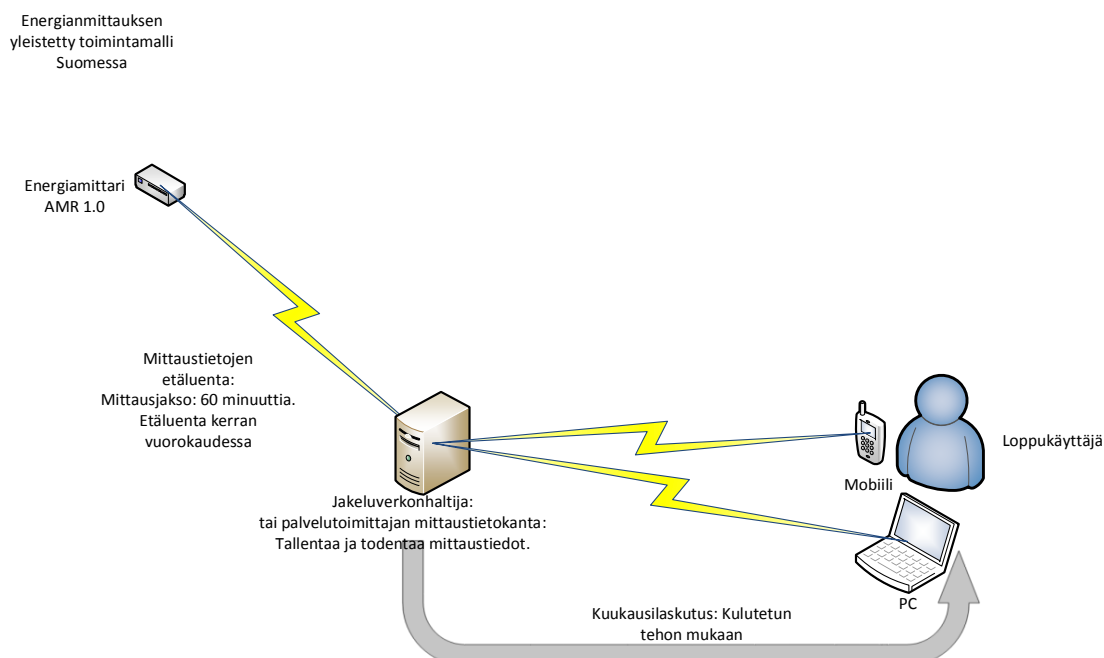 Energianmittauksen
yleistetty toimintamalli
Suomessa
Energiamittari
AMR 1.0
Mittaustietojen
etäluenta:
Mittausjakso: 60 minuuttia.
Etäluenta kerran
vuorokaudessa
Jakeluverkonhaltija:
tai palvelutoimittajan mittaustietokanta:
Tallentaa ja todentaa mittaustiedot.
Mobiili
Loppukäyttäjä
PC
Kuukausilaskutus: Kulutetun
tehon mukaan